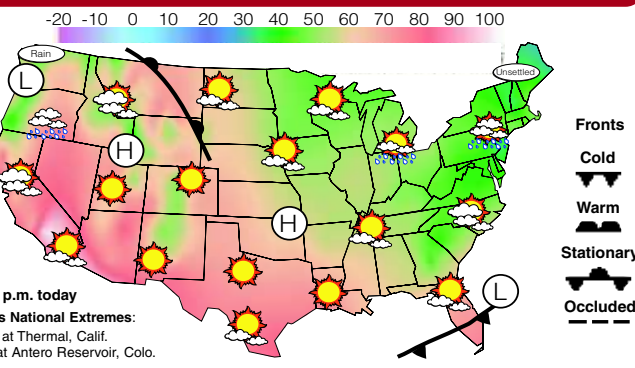 -20 -10 0 10 20 30 40 50 60 70 80 90 100
Rain
Unsettled
L
H
H
L
Fronts
Cold
Warm
Stationary
Occluded
p.m. today
National Extremes:
at Thermal, Calif.
at Antero Reservoir, Colo.